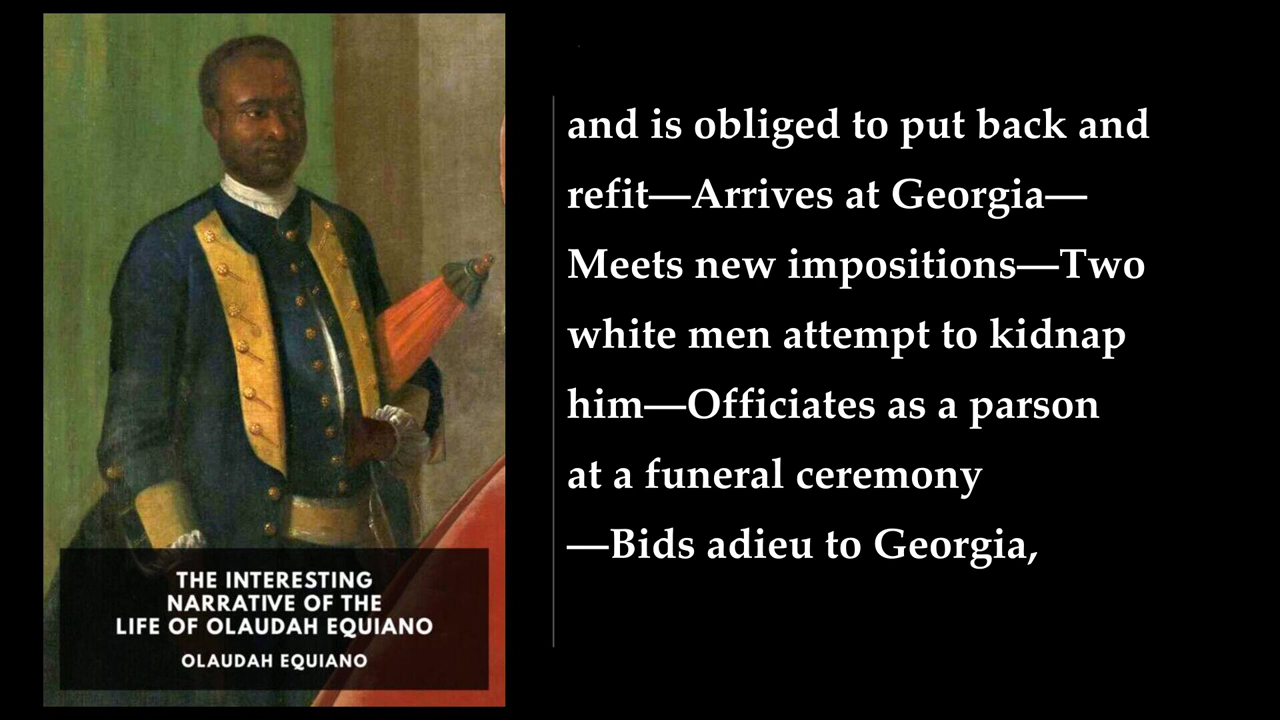 THE INTERESTING
NARRATIVE OF THE
LIFE OF OLAUDAH EQUIANO
OLAUDAH EQUIANO
and is obliged to put back and
refit—Arrives at Georgia—
Meets new impositions—Two
white men attempt to kidnap
him—Officiates as a parson
at a funeral ceremony
—Bids adieu to Georgia,